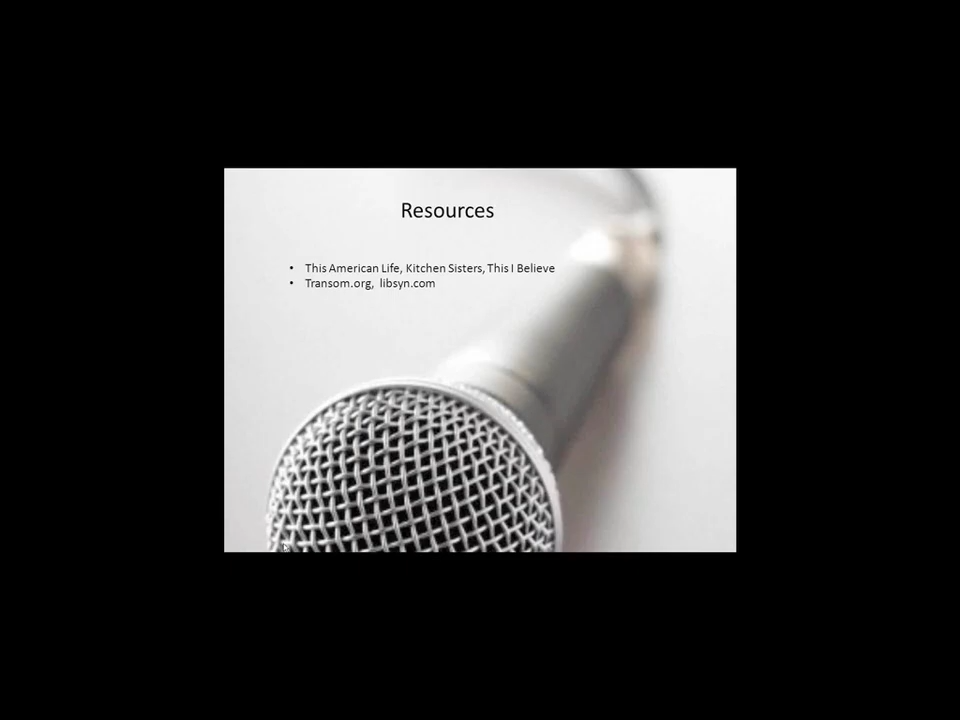 Resources
• This American Life, Kitchen Sisters, This I Believe
• Transom.org,  libsyn.com